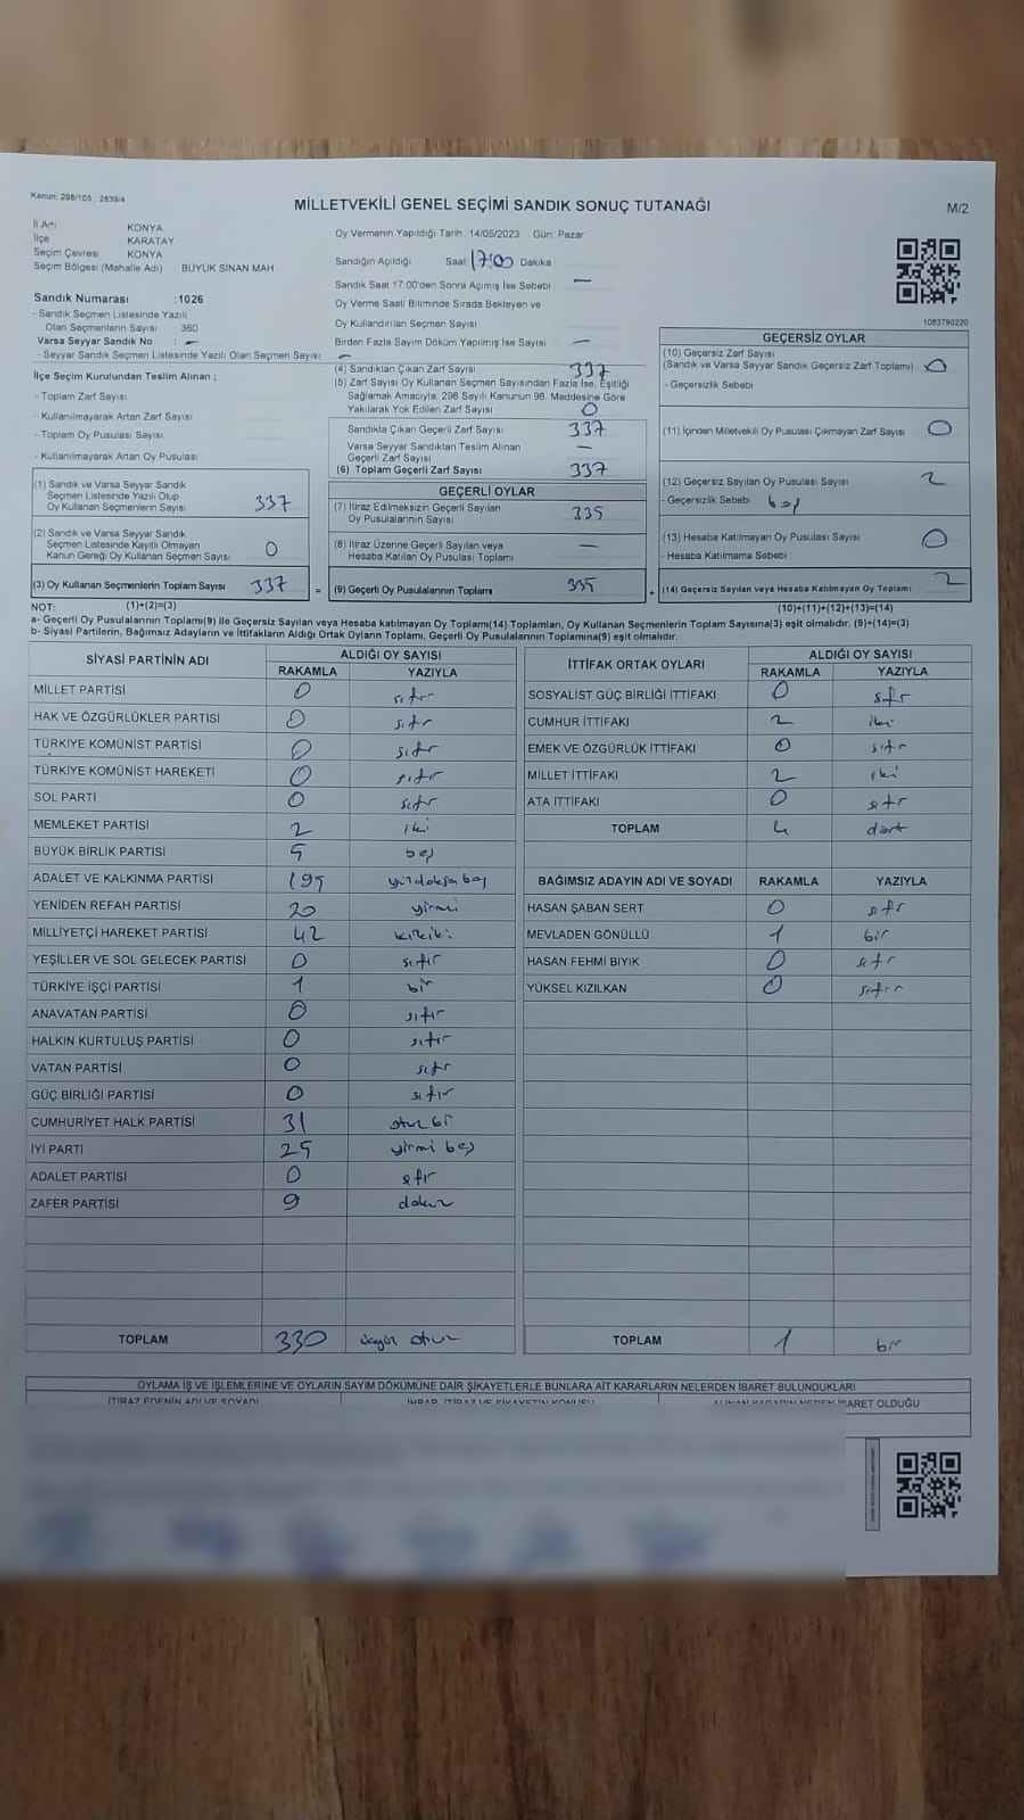 Kanun: 298/105 2839/4
MİLLETVEKİLİ GENEL SEÇİMİ SANDIK SONUÇ TUTANAĞI
M/2
İl Adı KONYA
İlçe KARATAY
Seçim Çevresi KONYA
Seçim Bölgesi (Mahalle Adı) BÜYÜK SİNAN MAH
Sandık Numarası :1026
- Sandık Seçmen Listesinde Yazılı
Olan Seçmenlerin Sayısı 360
Varsa Seyyar Sandık No : -
- Seyyar Sandık Seçmen Listesinde Yazılı Olan Seçmen Sayısı: -
İlçe Seçim Kurulundan Teslim Alınan ;
- Toplam Zarf Sayısı
- Kullanılmayarak Artan Zarf Sayısı
- Toplam Oy Pusulası Sayısı
- Kullanılmayarak Artan Oy Pusulası
Oy Vermenin Yapıldığı Tarih: 14/05/2023 Gün: Pazar
Sandığın Açıldığı Saat 17:00 Dakika
Sandık Saat 17.00'den Sonra Açılmış İse Sebebi : —
Oy Verme Saati Bitiminde Sırada Bekleyen ve
Oy Kullandırılan Seçmen Sayısı
Birden Fazla Sayım Döküm Yapılmış İse Sayısı —
(4) Sandıktan Çıkan Zarf Sayısı 337
(5) Zarf Sayısı Oy Kullanan Seçmen Sayısından Fazla İse, Eşitliği
Sağlamak Amacıyla, 298 Sayılı Kanunun 98. Maddesine Göre
Yakılarak Yok Edilen Zarf Sayısı 0
Sandıkta Çıkan Geçerli Zarf Sayısı 337
Varsa Seyyar Sandıktan Teslim Alınan
Geçerli Zarf Sayısı —
(6) Toplam Geçerli Zarf Sayısı 337
1083790220
GEÇERSİZ OYLAR
(10) Geçersiz Zarf Sayısı
(Sandık ve Varsa Seyyar Sandık Geçersiz Zarf Toplamı) 0
- Geçersizlik Sebebi
(11) İçinden Milletvekili Oy Pusulası Çıkmayan Zarf Sayısı 0
(12) Geçersiz Sayılan Oy Pusulası Sayısı 2
- Geçersizlik Sebebi
(13) Hesaba Katılmayan Oy Pusulası Sayısı 0
- Hesaba Katılmama Sebebi :
(14) Geçersiz Sayılan veya Hesaba Katılmayan Oy Toplamı 2
(1) Sandık ve Varsa Seyyar Sandık
Seçmen Listesinde Yazılı Olup
Oy Kullanan Seçmenlerin Sayısı 337
(2) Sandık ve Varsa Seyyar Sandık
Seçmen Listesinde Kayıtlı Olmayan
Kanun Gereği Oy Kullanan Seçmen Sayısı 0
(3) Oy Kullanan Seçmenlerin Toplam Sayısı 337
=
GEÇERLİ OYLAR
(7) İtiraz Edilmeksizin Geçerli Sayılan
Oy Pusulalarının Sayısı 335
(8) İtiraz Üzerine Geçerli Sayılan veya
Hesaba Katılan Oy Pusulası Toplamı —
(9) Geçerli Oy Pusulalarının Toplamı 335
+
NOT: (1)+(2)=(3) (10)+(11)+(12)+(13)=(14)
a- Geçerli Oy Pusulalarının Toplamı(9) ile Geçersiz Sayılan veya Hesaba katılmayan Oy Toplamı(14) Toplamları, Oy Kullanan Seçmenlerin Toplam Sayısına(3) eşit olmalıdır. (9)+(14)=(3)
b- Siyasi Partilerin, Bağımsız Adayların ve İttifakların Aldığı Ortak Oyların Toplamı, Geçerli Oy Pusulalarının Toplamına(9) eşit olmalıdır.
SİYASİ PARTİNİN ADI ALDIĞI OY SAYISI
RAKAMLA YAZIYLA
MİLLET PARTİSİ 0 sıfır
HAK VE ÖZGÜRLÜKLER PARTİSİ 0 sıfır
TÜRKİYE KOMÜNİST PARTİSİ 0 sıfır
TÜRKİYE KOMÜNİST HAREKETİ 0 sıfır
SOL PARTİ 0 sıfır
MEMLEKET PARTİSİ 2 iki
BÜYÜK BİRLİK PARTİSİ 5 beş
ADALET VE KALKINMA PARTİSİ 195 yüzdoksanbeş
YENİDEN REFAH PARTİSİ 20 yirmi
MİLLİYETÇİ HAREKET PARTİSİ 42 kırkiki
YEŞİLLER VE SOL GELECEK PARTİSİ 0 sıfır
TÜRKİYE İŞÇİ PARTİSİ 1 bir
ANAVATAN PARTİSİ 0 sıfır
HALKIN KURTULUŞ PARTİSİ 0 sıfır
VATAN PARTİSİ 0 sıfır
GÜÇ BİRLİĞİ PARTİSİ 0 sıfır
CUMHURİYET HALK PARTİSİ 31 otuz bir
İYİ PARTİ 25 yirmi beş
ADALET PARTİSİ 0 sıfır
ZAFER PARTİSİ 9 dokuz
TOPLAM 330 üçyüz otuz
İTTİFAK ORTAK OYLARI ALDIĞI OY SAYISI
RAKAMLA YAZIYLA
SOSYALİST GÜÇ BİRLİĞİ İTTİFAKI 0 sıfır
CUMHUR İTTİFAKI 2 iki
EMEK VE ÖZGÜRLÜK İTTİFAKI 0 sıfır
MİLLET İTTİFAKI 2 iki
ATA İTTİFAKI 0 sıfır
TOPLAM 4 dört
BAĞIMSIZ ADAYIN ADI VE SOYADI RAKAMLA YAZIYLA
HASAN ŞABAN SERT 0 sıfır
MEVLADEN GÖNÜLLÜ 1 bir
HASAN FEHMİ BIYIK 0 sıfır
YÜKSEL KIZILKAN 0 sıfır
TOPLAM 1 bir
OYLAMA İŞ VE İŞLEMLERİNE VE OYLARIN SAYIM DÖKÜMÜNE DAİR ŞİKAYETLERLE BUNLARA AİT KARARLARIN NELERDEN İBARET BULUNDUKLARI
İTİRAZ EDENİN ADI VE SOYADI İHBAR, İTİRAZ VE ŞİKAYETİN KONUSU ALINAN KARARIN NEDEN İBARET OLDUĞU